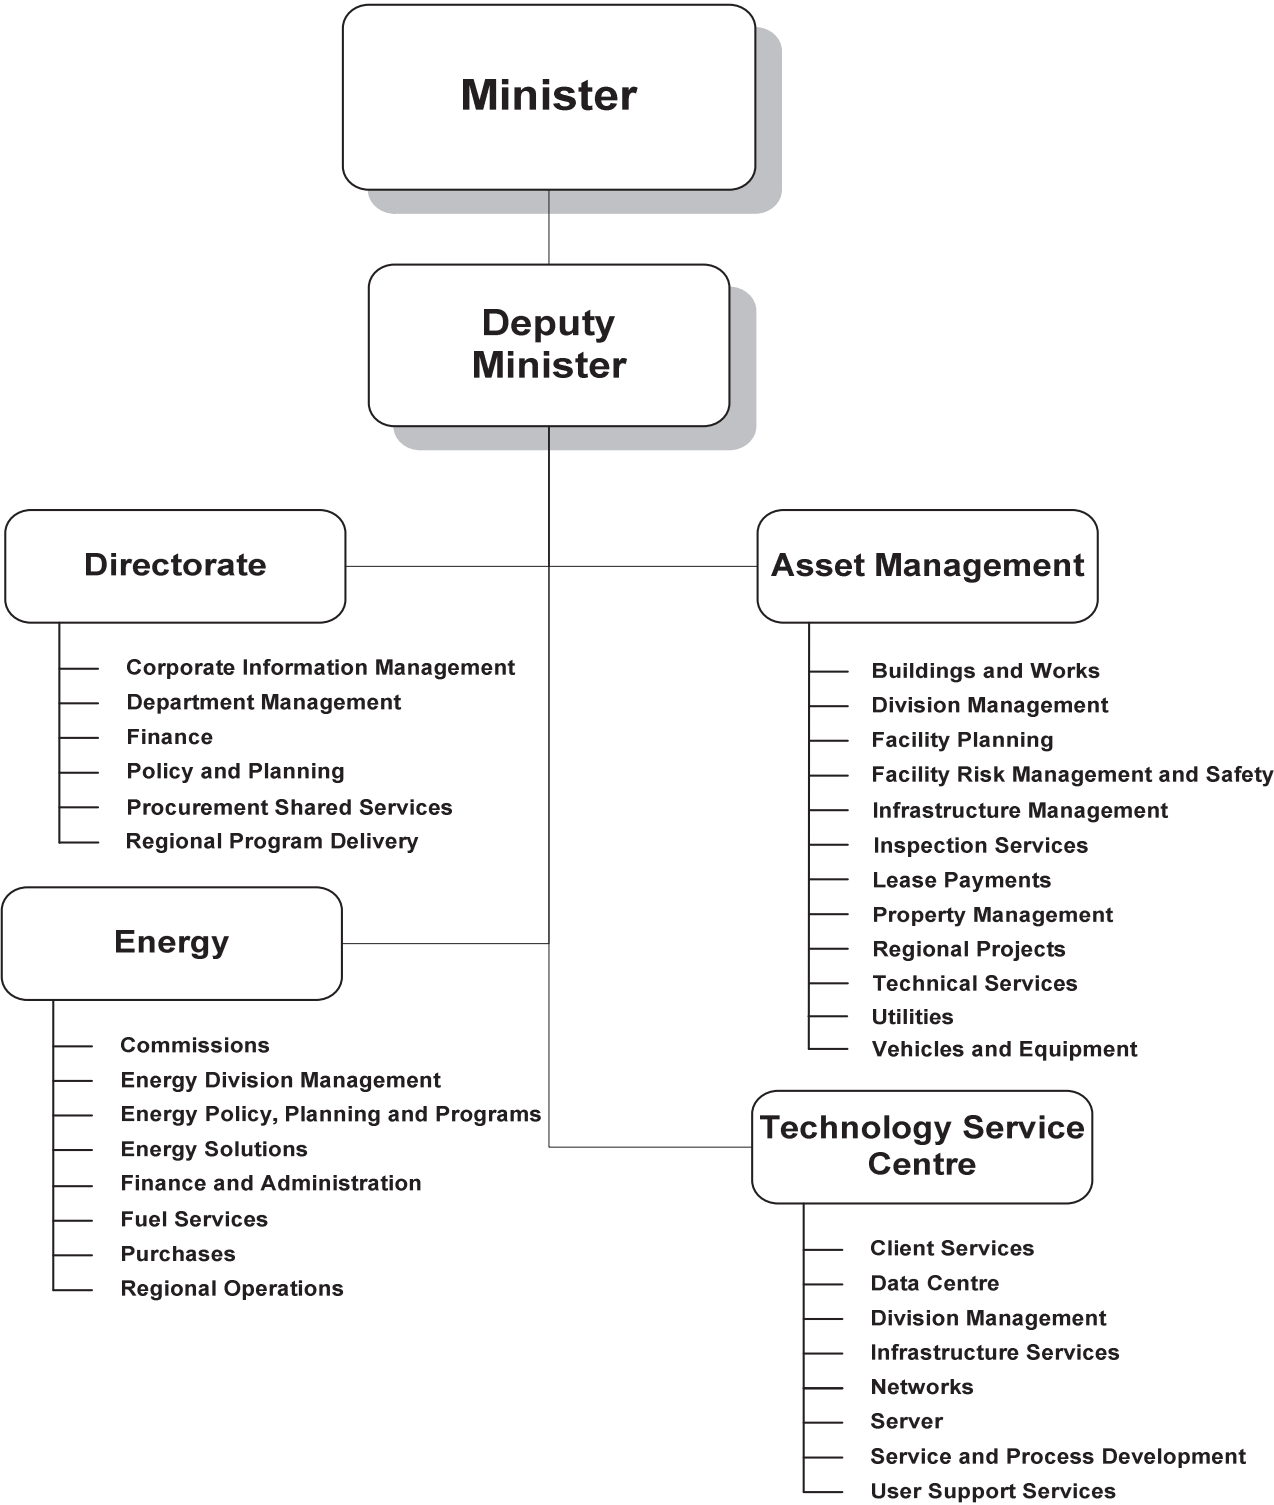 Minister
Deputy
Minister
Directorate
Corporate Information Management
Department Management
Finance
Policy and Planning
Procurement Shared Services
Regional Program Delivery
Energy
Commissions
Energy Division Management
Energy Policy, Planning and Programs
Energy Solutions
Finance and Administration
Fuel Services
Purchases
Regional Operations
Asset Management
Buildings and Works
Division Management
Facility Planning
Facility Risk Management and Safety
Infrastructure Management
Inspection Services
Lease Payments
Property Management
Regional Projects
Technical Services
Utilities
Vehicles and Equipment
Technology Service
Centre
Client Services
Data Centre
Division Management
Infrastructure Services
Networks
Server
Service and Process Development
User Support Services